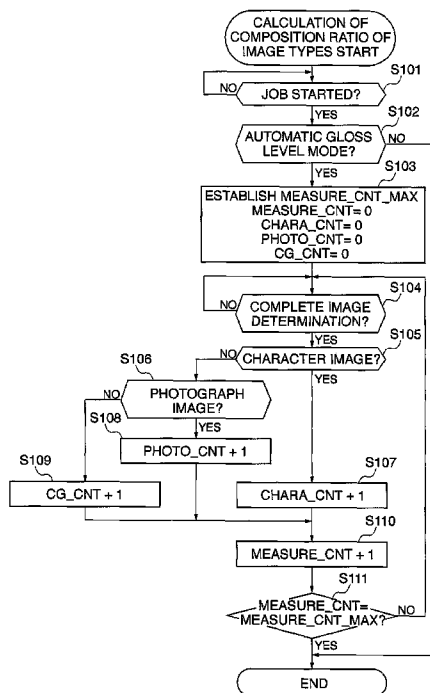 CALCULATION OF
COMPOSITION RATIO OF
IMAGE TYPES START
S101
JOB STARTED?
NO
YES
S102
AUTOMATIC GLOSS
LEVEL MODE?
NO
YES
S103
ESTABLISH MEASURE_CNT_MAX
MEASURE_CNT= 0
CHARA_CNT= 0
PHOTO_CNT= 0
CG_CNT= 0
S104
COMPLETE IMAGE
DETERMINATION?
NO
YES
S105
CHARACTER IMAGE?
NO
YES
S106
PHOTOGRAPH
IMAGE?
NO
YES
S108
PHOTO_CNT + 1
S109
CG_CNT + 1
S107
CHARA_CNT + 1
S110
MEASURE_CNT + 1
S111
MEASURE_CNT=
MEASURE_CNT_MAX?
NO
YES
END